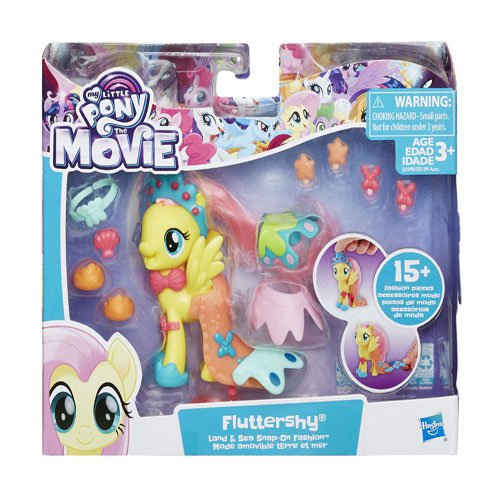 my LITTLE
PONY
the
MOVIE
WARNING:
CHOKING HAZARD—Small parts.
Not for children under 3 years.
AGE
EDAD
IDADE
3+
15+
fashion pieces
accessoires mode
piezas de moda
acessórios
de moda
Fluttershy®
Land & Sea Snap-On Fashion™
Mode amovible terre et mer
Hasbro